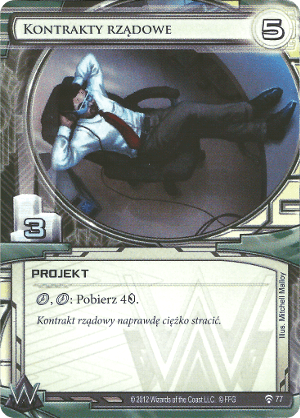 Kontrakty rządowe
5
3
PROJEKT
, : Pobierz 4.
Kontrakt rządowy naprawdę ciężko stracić.
Illus. Mitchell Malloy
© 2012 Wizards of the Coast LLC. © FFG
77